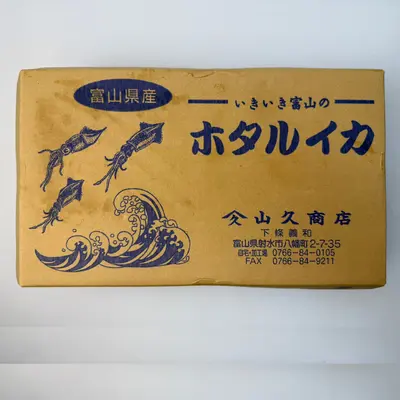 富山県産
いきいき富山の
ホタルイカ
山久商店
下條義和
富山県射水市八幡町2-7-35
自宅・加工場 0766-84-0105
FAX 0766-84-9211